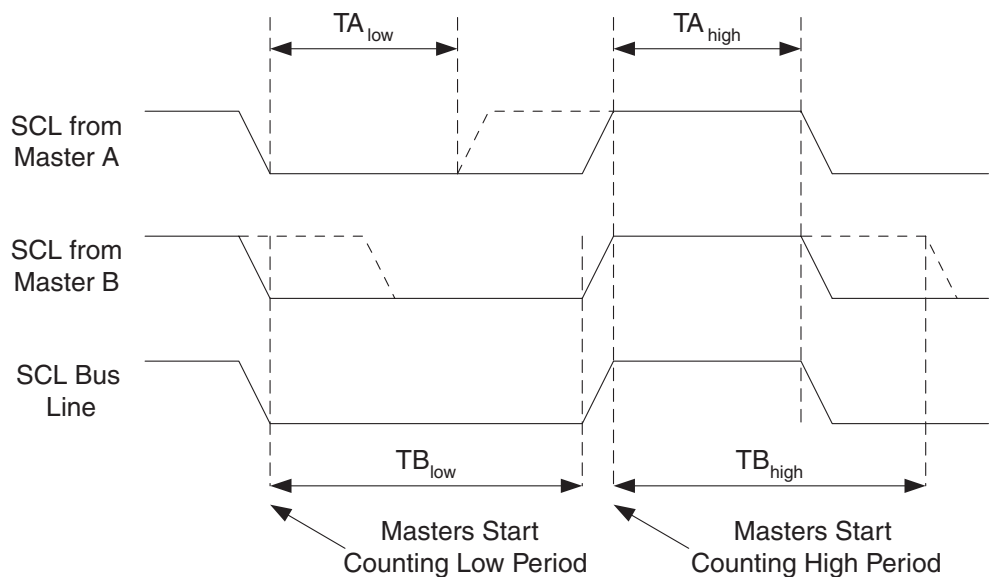 TA low
TA high
SCL from
Master A
SCL from
Master B
SCL Bus
Line
TB low
TB high
Masters Start
Counting Low Period
Masters Start
Counting High Period